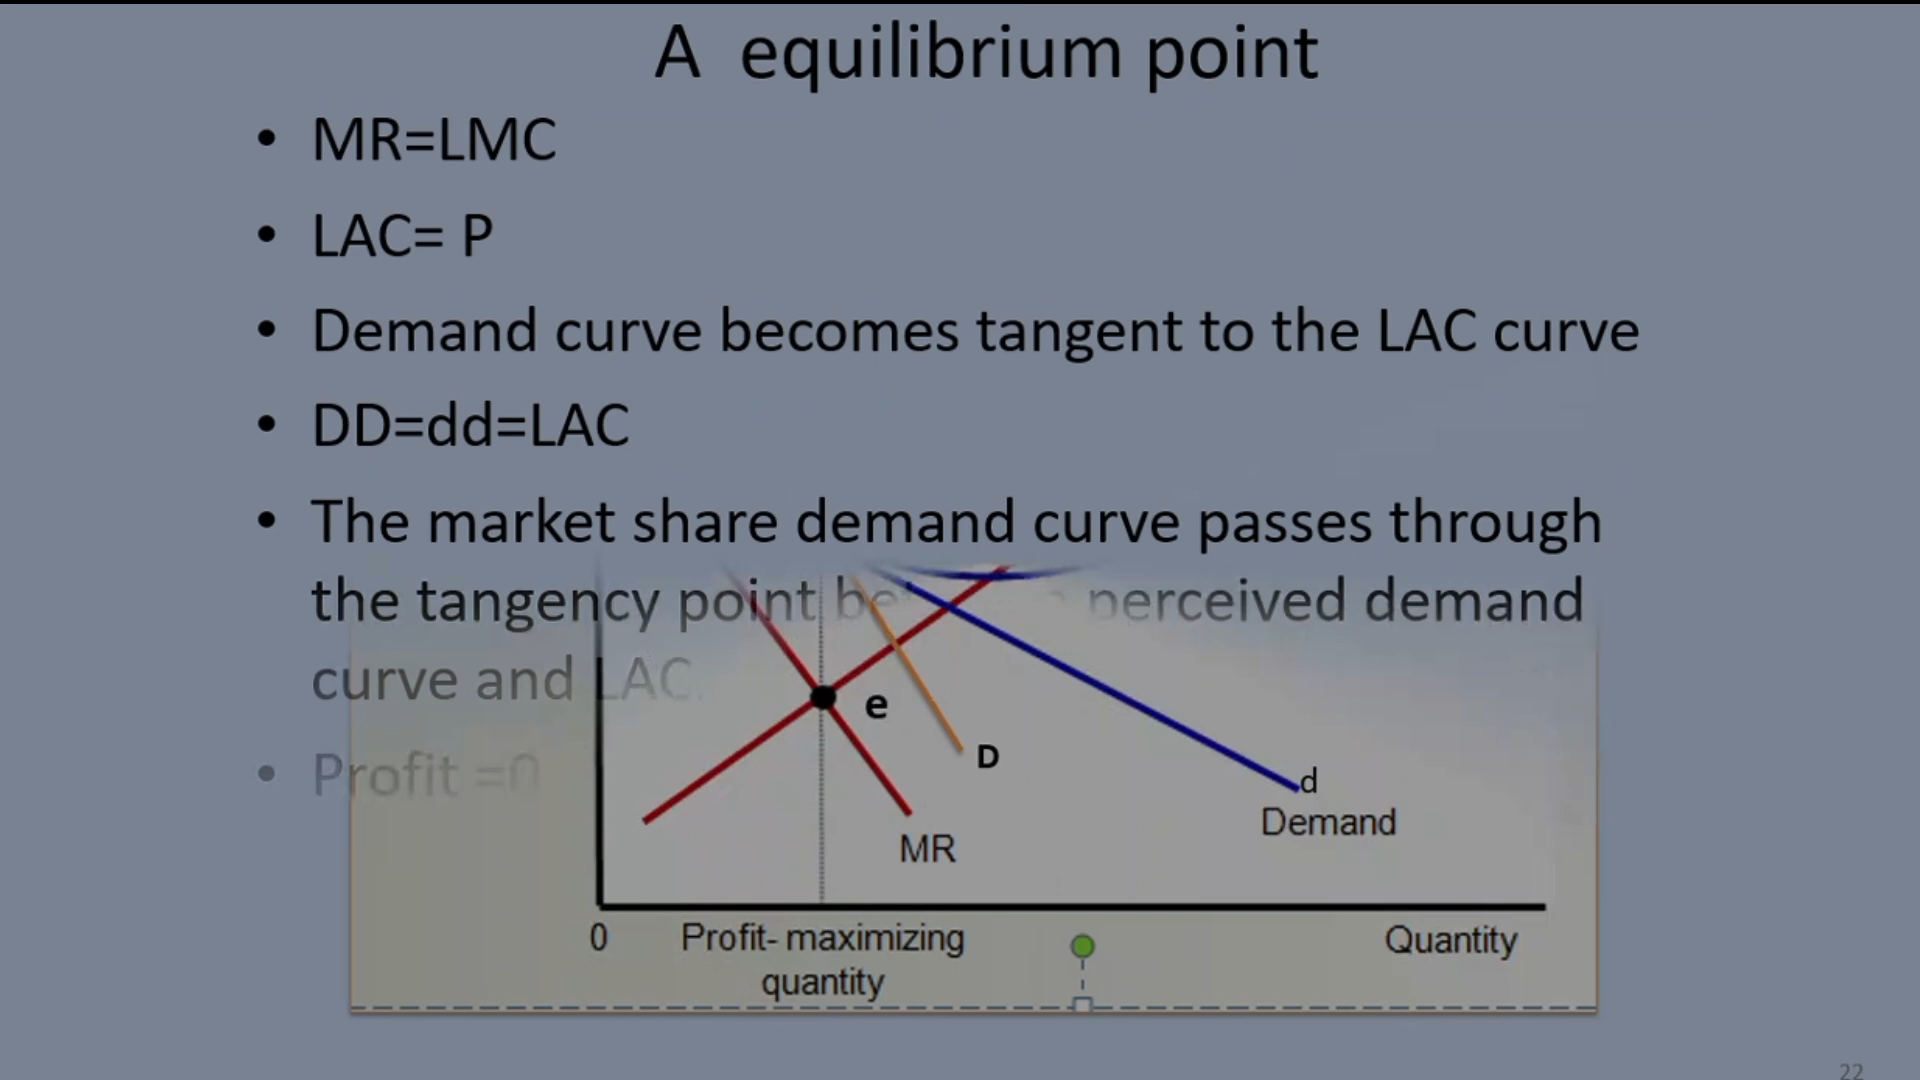 A equilibrium point
• MR=LMC
• LAC= P
• Demand curve becomes tangent to the LAC curve
• DD=dd=LAC
• The market share demand curve passes through
the tangency point perceived demand
curve and LAC.
• Profit =0
e
D
d
Demand
MR
0
Profit- maximizing
quantity
Quantity
22